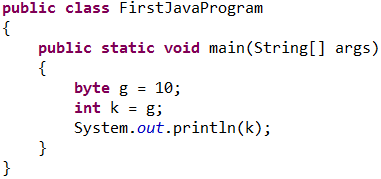 public class FirstJavaProgram
{
    public static void main(String[] args)
    {
        byte g = 10;
        int k = g;
        System.out.println(k);
    }
}